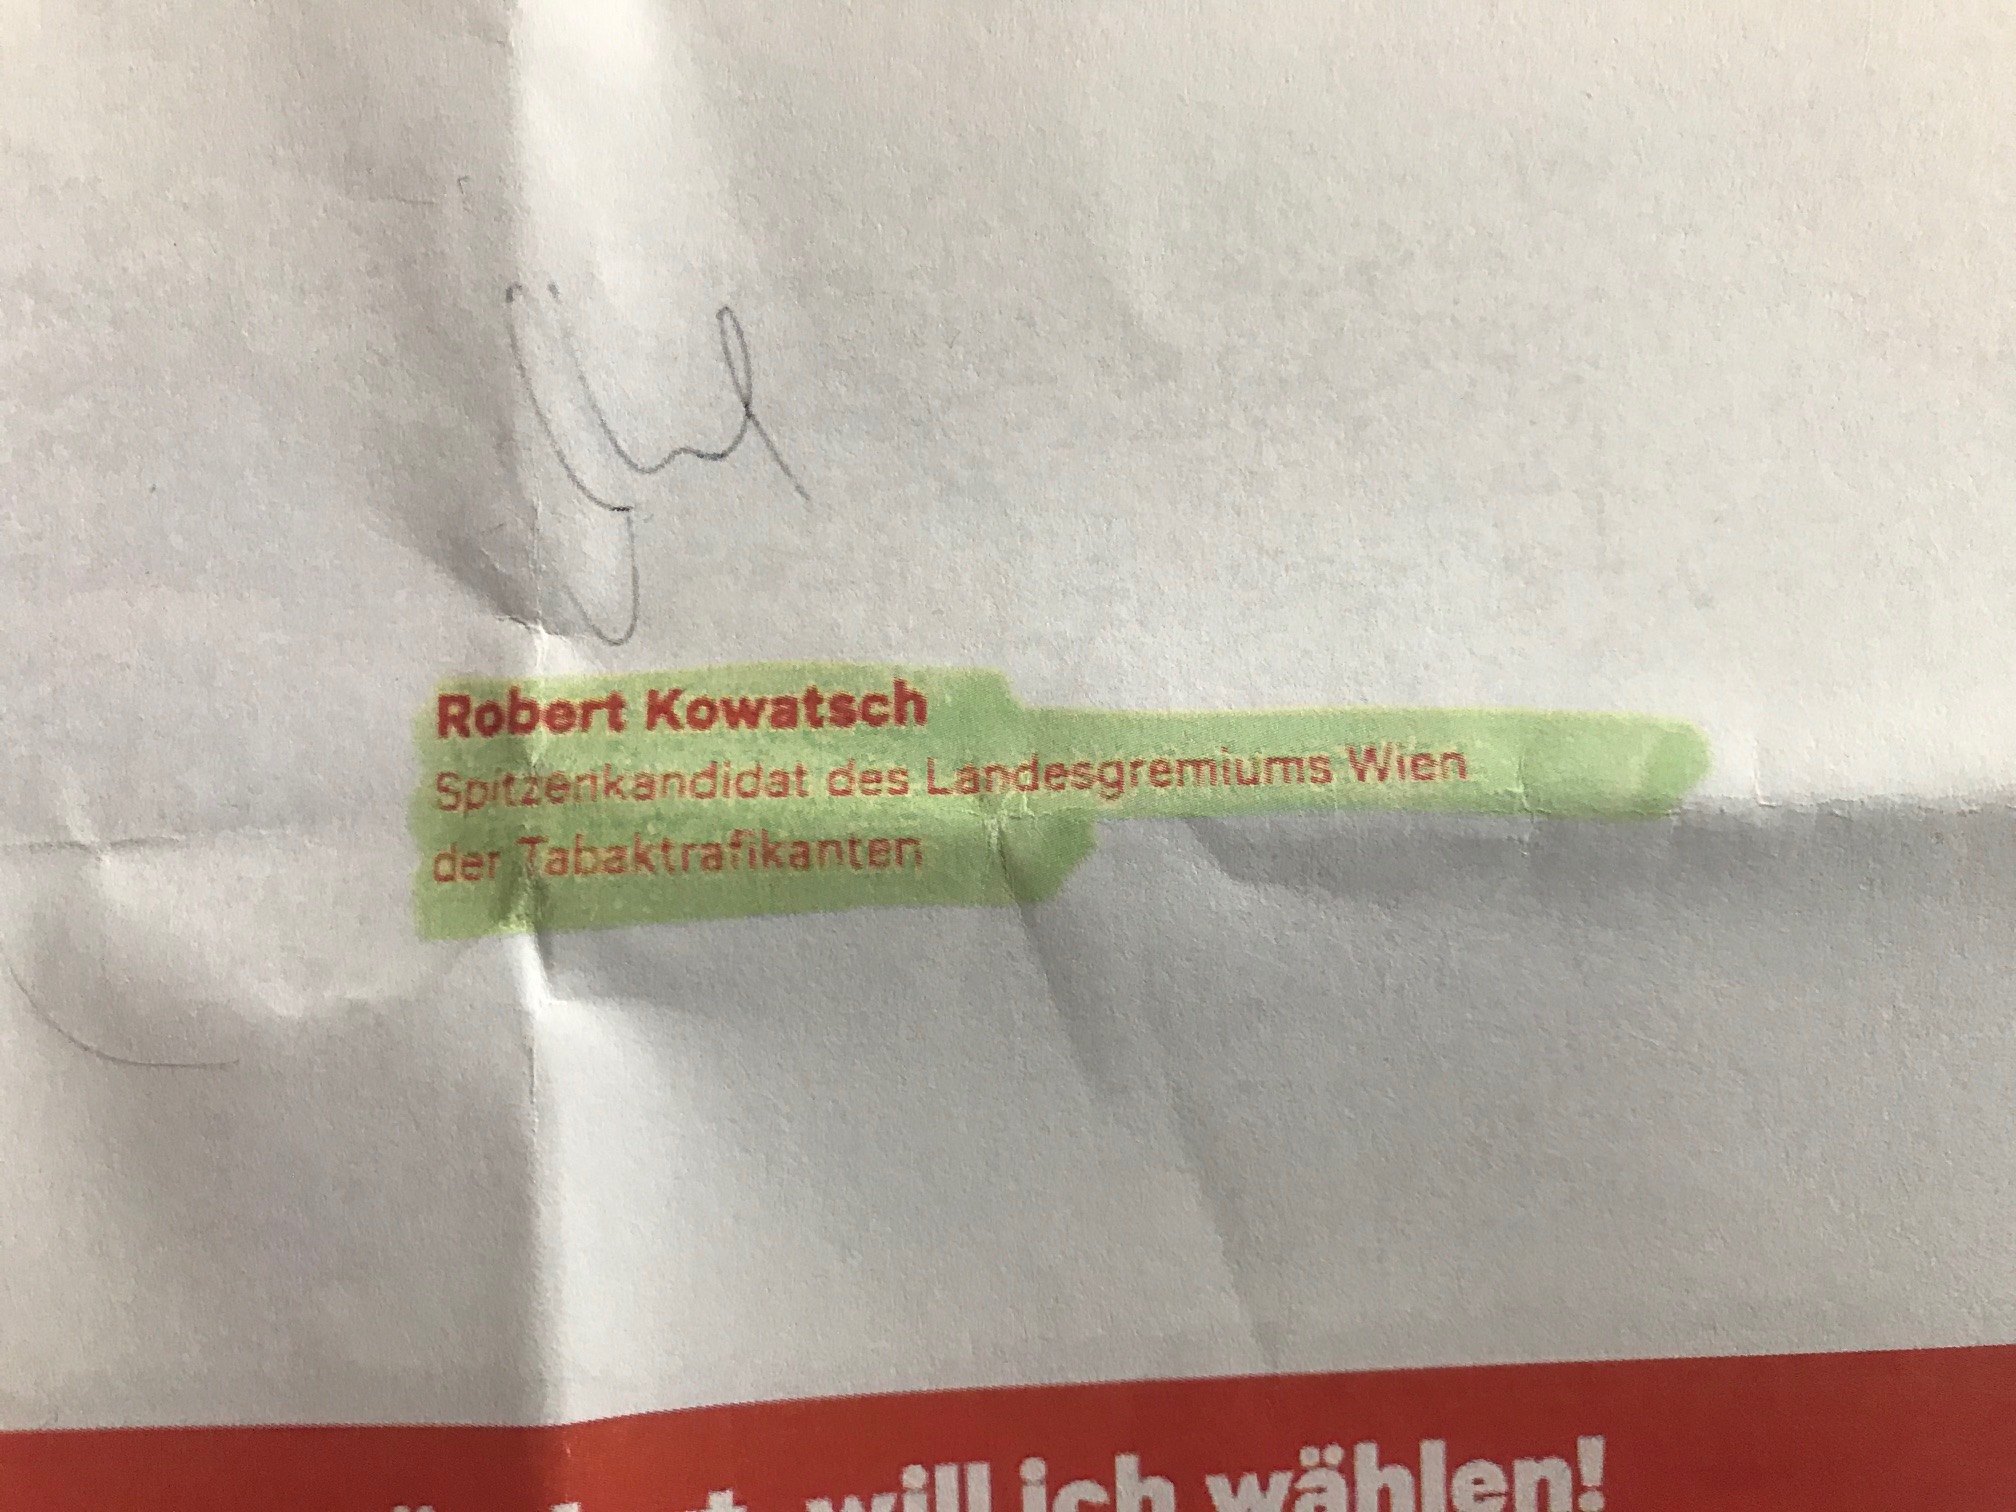 Robert Kowatsch
Spitzenkandidat des Landesgremiums Wien
der Tabaktrafikanten
will ich wählen!